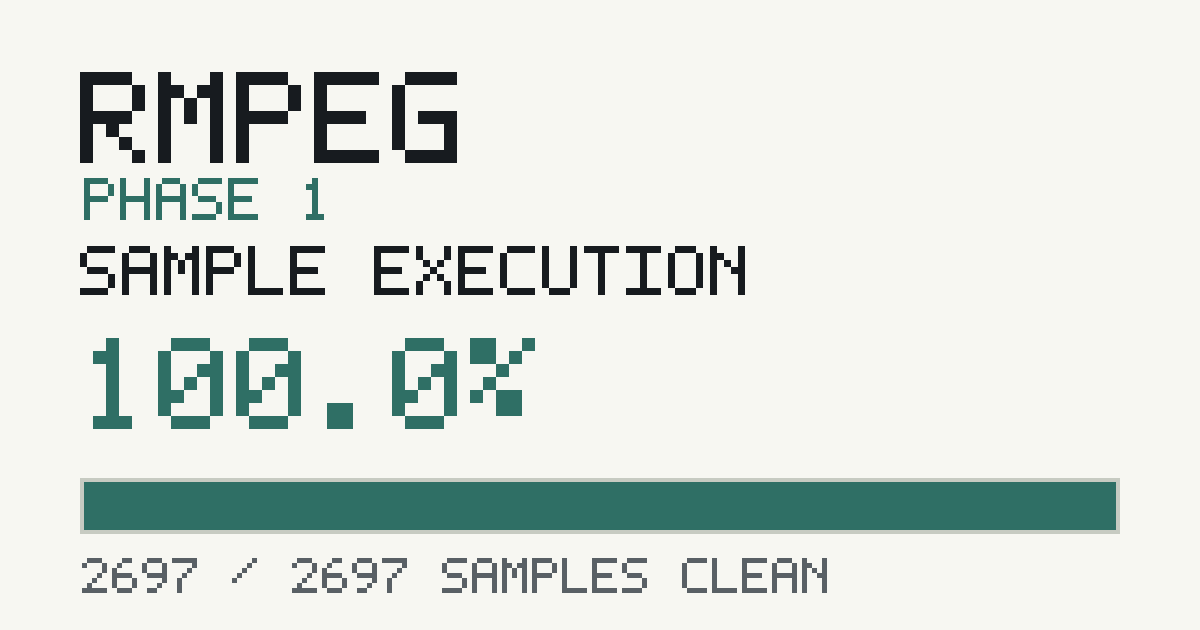 RMPEG
PHASE 1
SAMPLE EXECUTION
100.0%
2697 / 2697 SAMPLES CLEAN